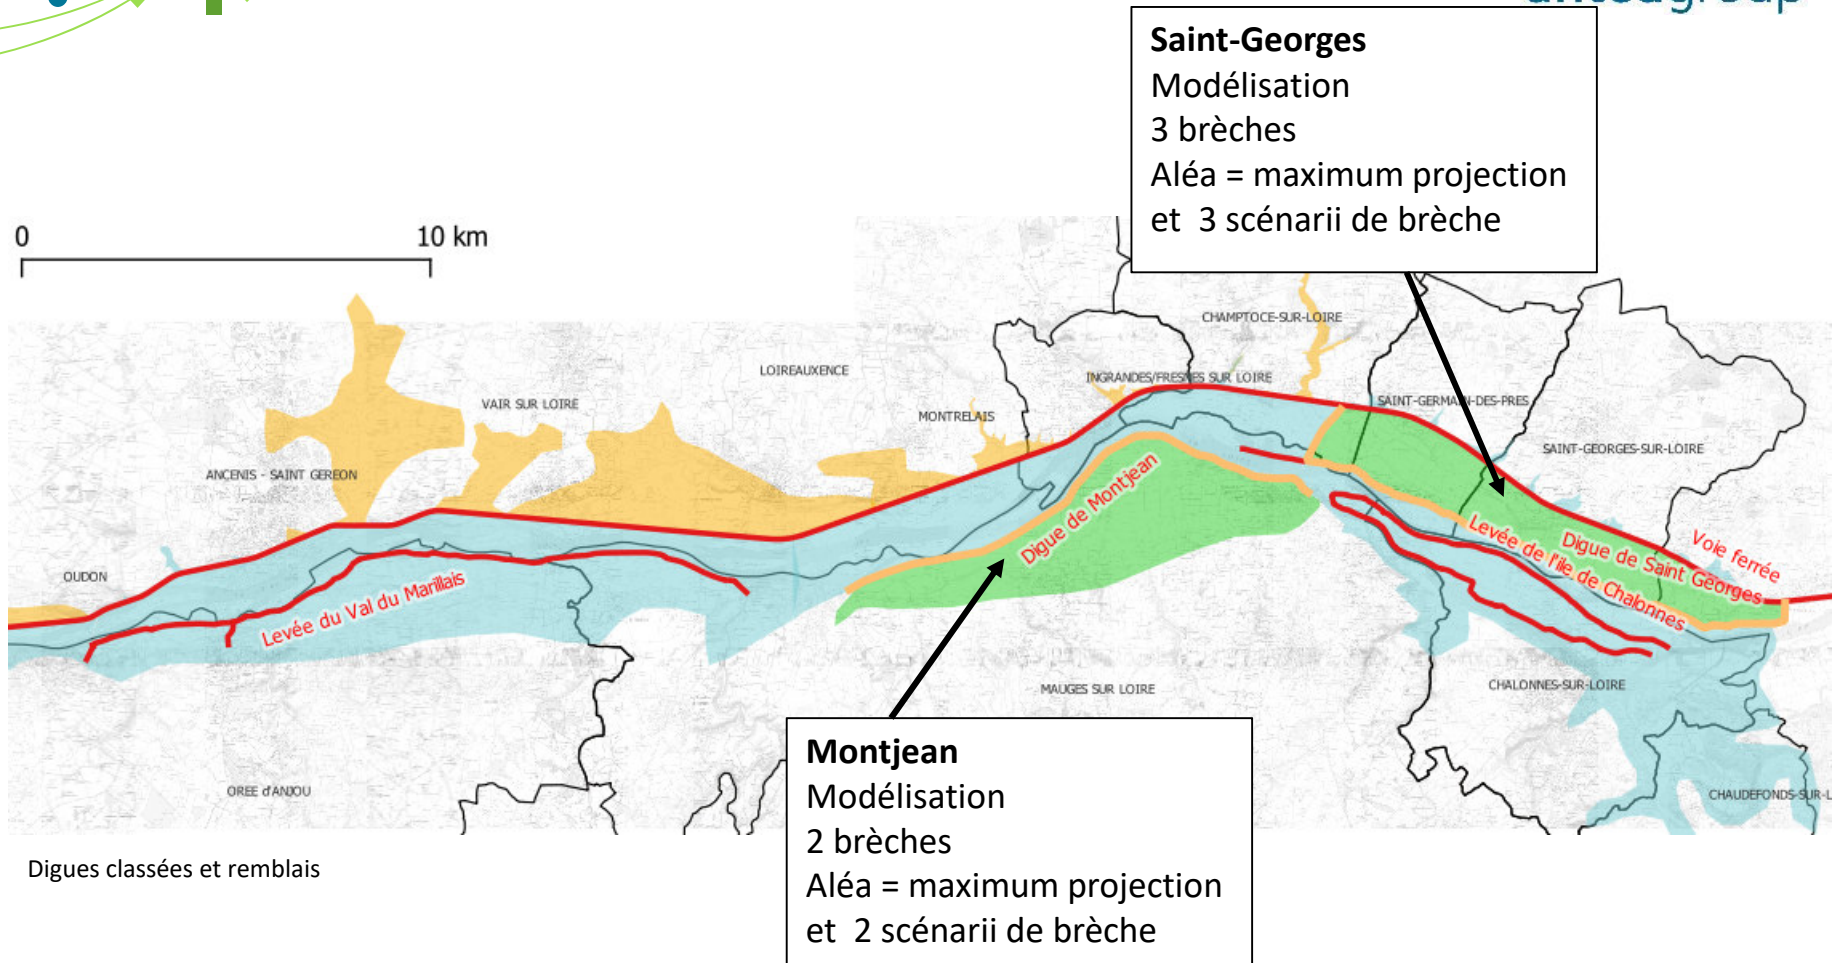 Saint-Georges
Modélisation
3 brèches
Aléa = maximum projection
et 3 scénarii de brèche
0
10 km
CHAMPTOCE-SUR-LOIRE
LOIREAUXENCE
INGRANDES/FRESNES SUR LOIRE
VAIR SUR LOIRE
MONTRELAIS
SAINT-GERMAIN-DES-PRES
SAINT-GEORGES-SUR-LOIRE
ANCENIS - SAINT GEREON
Digue de Montjean
Levée de l'île de Chalonnes
Digue de Saint Georges
Voie ferrée
OUDON
Levée du Val du Marillais
MAUGES SUR LOIRE
CHALONNES-SUR-LOIRE
OREE d'ANJOU
CHAUDEFONDS-SUR-L
Montjean
Modélisation
2 brèches
Aléa = maximum projection
et 2 scénarii de brèche
Digues classées et remblais